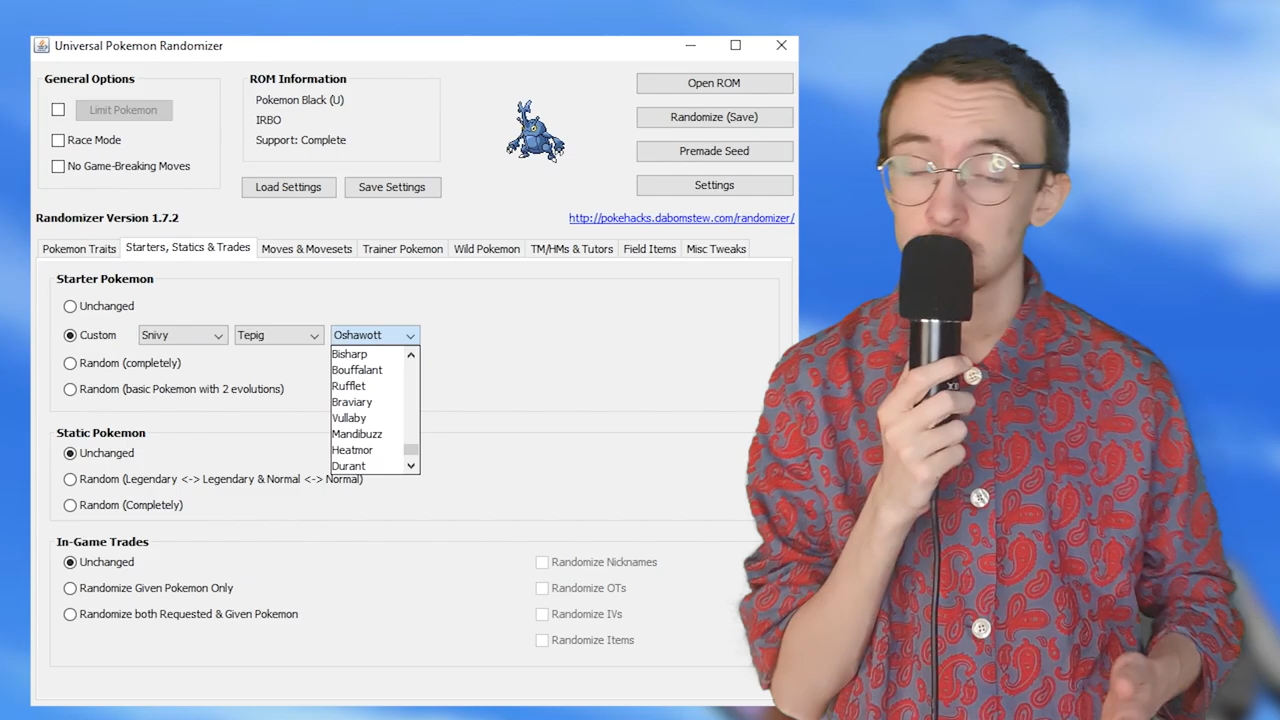 Universal Pokemon Randomizer
General Options
Limit Pokemon
Race Mode
No Game-Breaking Moves
ROM Information
Pokemon Black (U)
IRBO
Support: Complete
Load Settings
Save Settings
Open ROM
Randomize (Save)
Premade Seed
Settings
Randomizer Version 1.7.2
http://pokehacks.dabomstew.com/randomizer/
Pokemon Traits
Starters, Statics & Trades
Moves & Movesets
Trainer Pokemon
Wild Pokemon
TM/HMs & Tutors
Field Items
Misc Tweaks
Starter Pokemon
Unchanged
Custom
Snivy
Tepig
Oshawott
Bisharp
Bouffalant
Rufflet
Braviary
Vullaby
Mandibuzz
Heatmor
Durant
Random (completely)
Random (basic Pokemon with 2 evolutions)
Static Pokemon
Unchanged
Random (Legendary <-> Legendary & Normal <-> Normal)
Random (Completely)
In-Game Trades
Unchanged
Randomize Given Pokemon Only
Randomize both Requested & Given Pokemon
Randomize Nicknames
Randomize OTs
Randomize IVs
Randomize Items